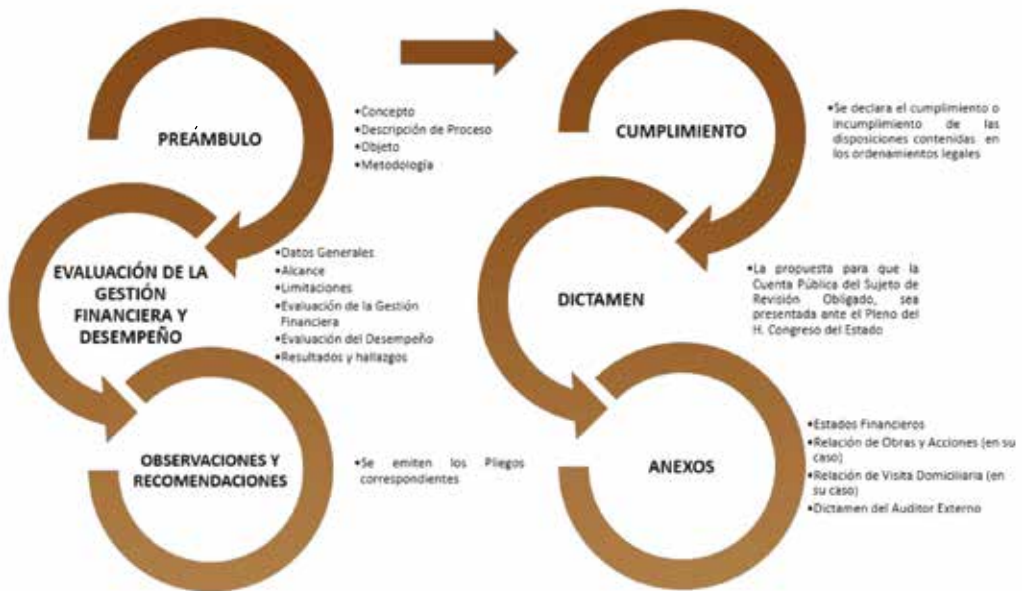 PREÁMBULO
•Concepto
•Descripción de Proceso
•Objeto
•Metodología
EVALUACIÓN DE LA
GESTIÓN
FINANCIERA Y
DESEMPEÑO
•Datos Generales
•Alcance
•Limitaciones
•Evaluación de la Gestión
Financiera
•Evaluación del Desempeño
•Resultados y hallazgos
OBSERVACIONES Y
RECOMENDACIONES
•Se emiten los Pliegos
correspondientes
CUMPLIMIENTO
•Se declara el cumplimiento o
incumplimiento de las
disposiciones contenidas en
los ordenamientos legales
DICTAMEN
•La propuesta para que la
Cuenta Pública del Sujeto de
Revisión Obligado, sea
presentada ante el Pleno del
H. Congreso del Estado
ANEXOS
•Estados Financieros
•Relación de Obras y Acciones (en su
caso)
•Relación de Visita Domiciliaria (en
su caso)
•Dictamen del Auditor Externo